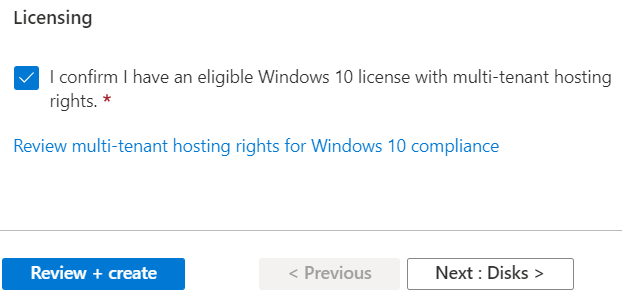 Licensing
I confirm I have an eligible Windows 10 license with multi-tenant hosting
rights. *
Review multi-tenant hosting rights for Windows 10 compliance
Review + create
< Previous
Next : Disks >